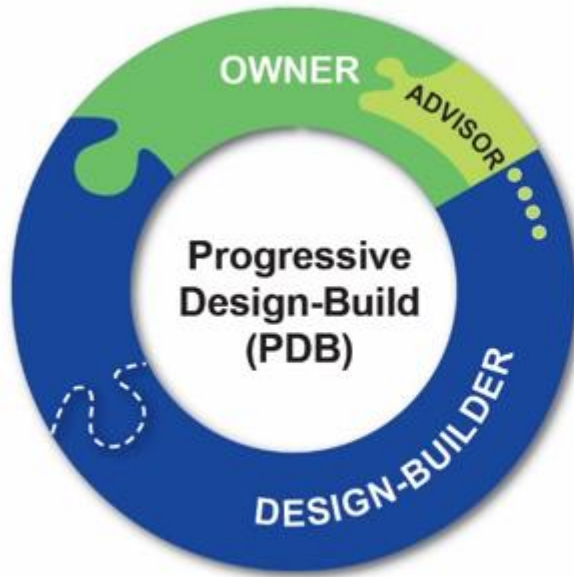 OWNER
ADVISOR
Progressive
Design-Build
(PDB)
DESIGN-BUILDER